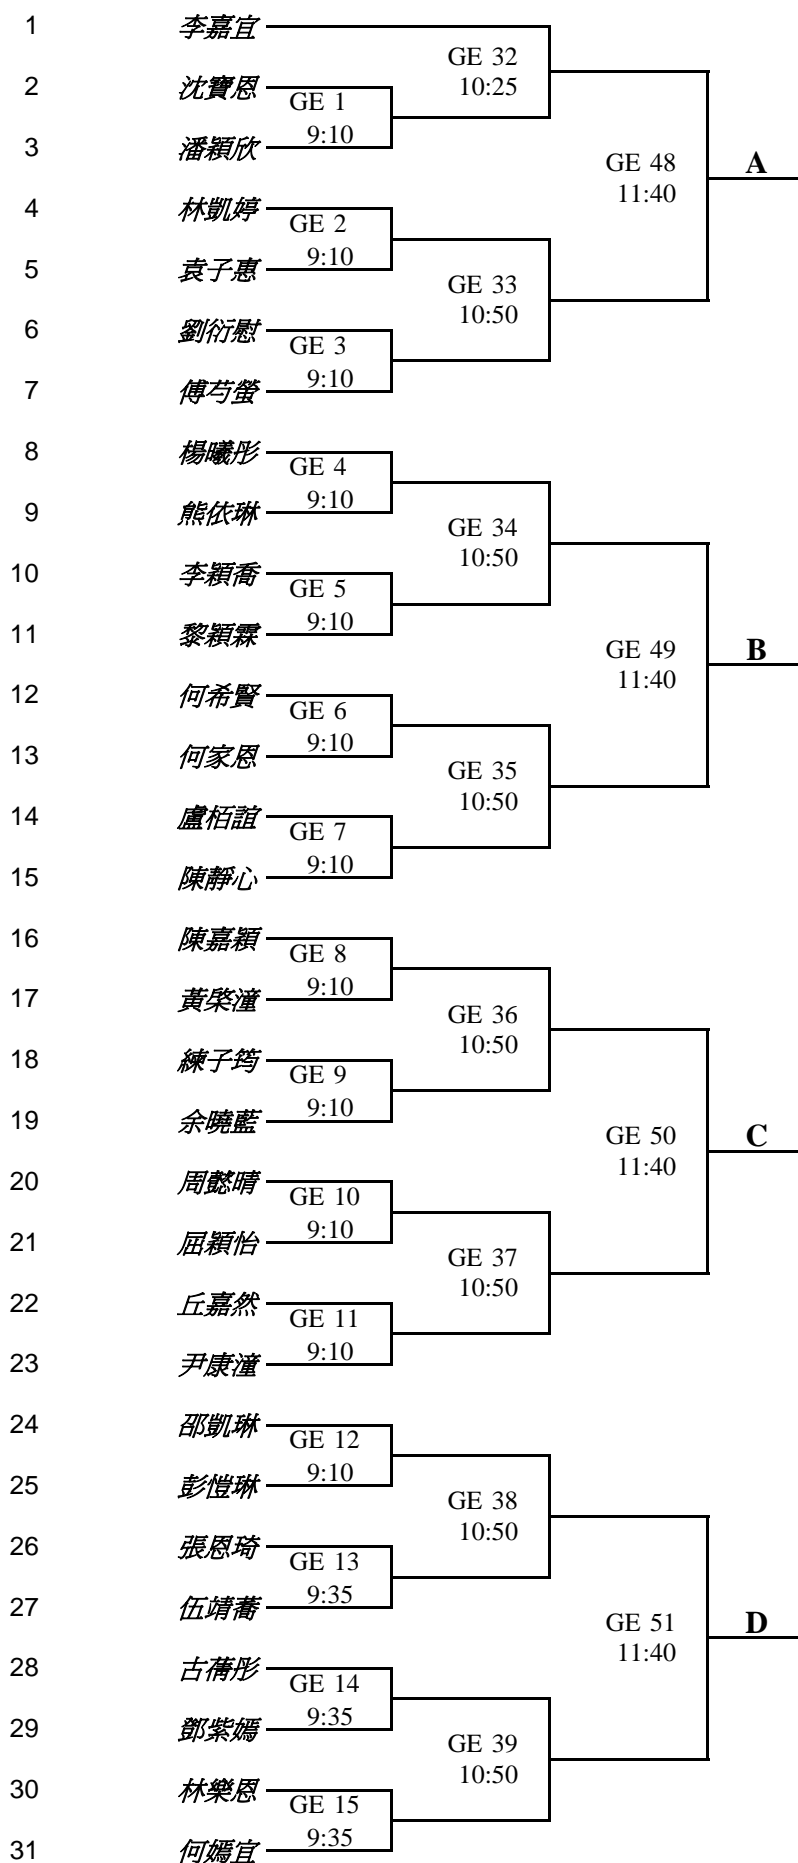 1 李嘉宜
GE 32
2 沈寶恩 10:25
GE 1
9:10
3 潘穎欣
GE 48 A
11:40
4 林凱婷
GE 2
9:10
5 袁子惠
GE 33
10:50
6 劉衍慰
GE 3
9:10
7 傅芍螢
8 楊曦彤
GE 4
9:10
9 熊依琳
GE 34
10:50
10 李穎喬
GE 5
9:10
11 黎穎霖
GE 49 B
11:40
12 何希賢
GE 6
9:10
13 何家恩
GE 35
10:50
14 盧栢誼
GE 7
9:10
15 陳靜心
16 陳嘉穎
GE 8
9:10
17 黃棨潼
GE 36
10:50
18 練子筠
GE 9
9:10
19 余曉藍
GE 50 C
11:40
20 周懿晴
GE 10
9:10
21 屈穎怡
GE 37
10:50
22 丘嘉然
GE 11
9:10
23 尹康潼
24 邵凱琳
GE 12
9:10
25 彭愷琳
GE 38
10:50
26 張恩琦
GE 13
9:35
27 伍靖蕎
GE 51 D
11:40
28 古蒨彤
GE 14
9:35
29 鄧紫嫣
GE 39
10:50
30 林樂恩
GE 15
9:35
31 何嫣宜